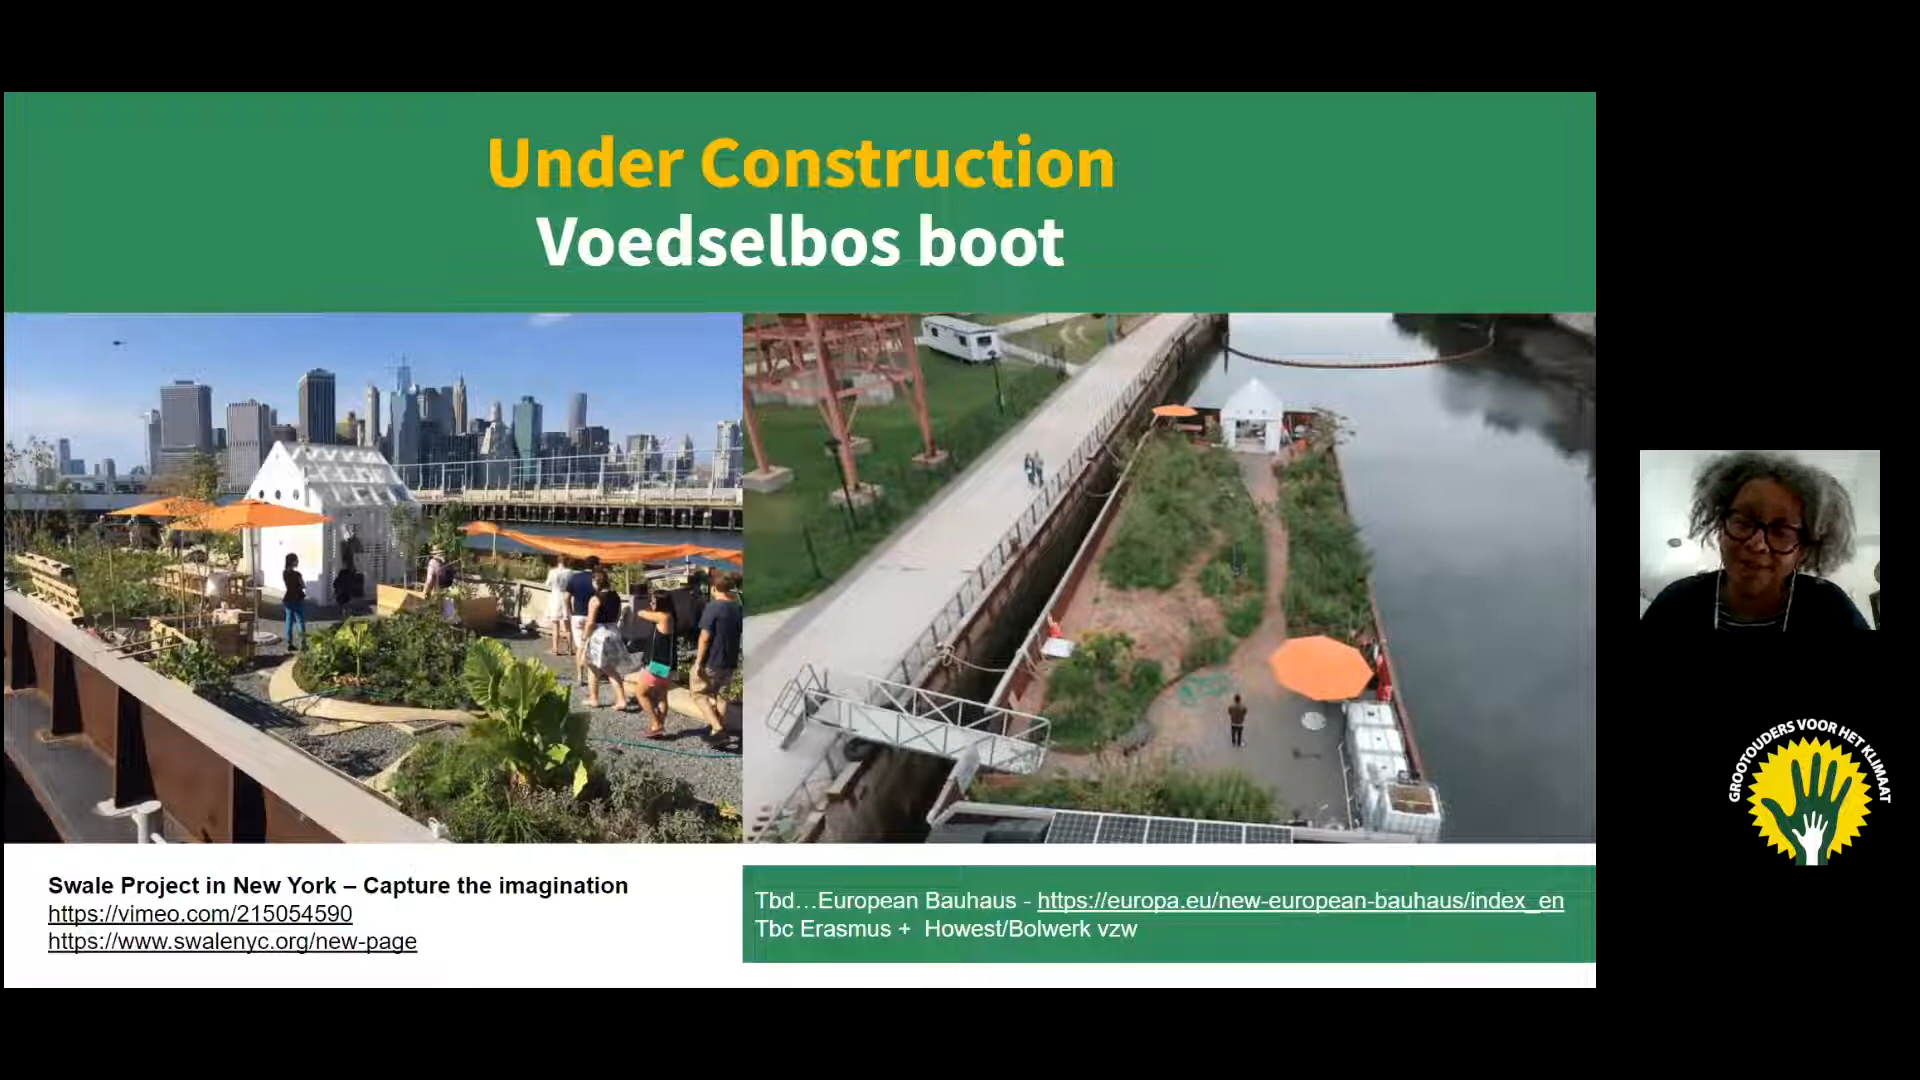 Under Construction
Voedselbos boot
Swale Project in New York – Capture the imagination
https://vimeo.com/215054590
https://www.swalenyc.org/new-page
Tbd…European Bauhaus - https://europa.eu/new-european-bauhaus/index_en
Tbc Erasmus + Howest/Bolwerk vzw
GROOTOUDERS VOOR HET KLIMAAT